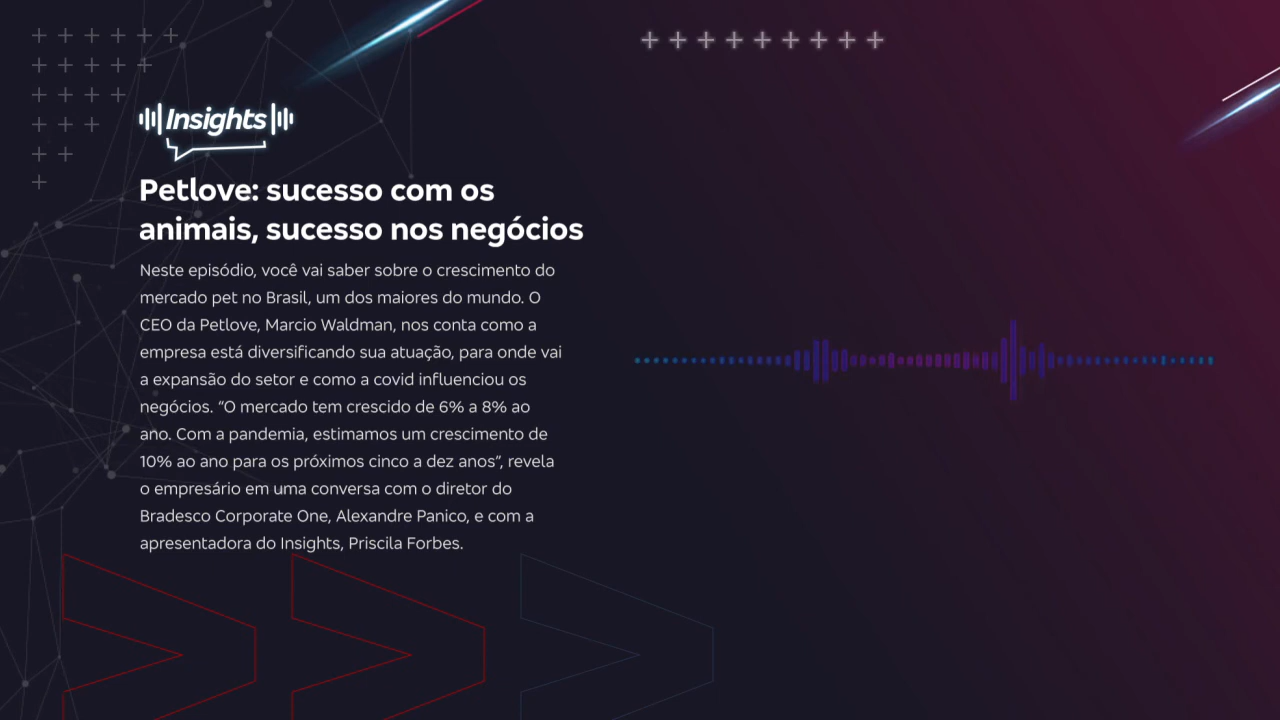 Insights
Petlove: sucesso com os
animais, sucesso nos negócios
Neste episódio, você vai saber sobre o crescimento do
mercado pet no Brasil, um dos maiores do mundo. O
CEO da Petlove, Marcio Waldman, nos conta como a
empresa está diversificando sua atuação, para onde vai
a expansão do setor e como a covid influenciou os
negócios. “O mercado tem crescido de 6% a 8% ao
ano. Com a pandemia, estimamos um crescimento de
10% ao ano para os próximos cinco a dez anos”, revela
o empresário em uma conversa com o diretor do
Bradesco Corporate One, Alexandre Panico, e com a
apresentadora do Insights, Priscila Forbes.